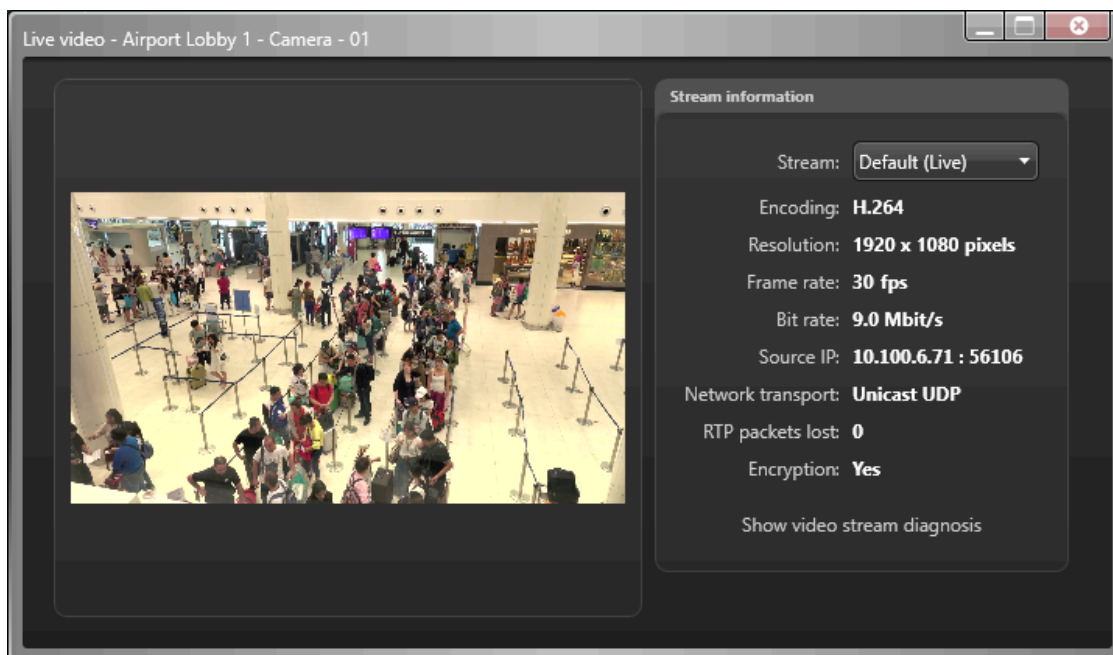 Live video - Airport Lobby 1 - Camera - 01
Stream information
Stream: Default (Live)
Encoding: H.264
Resolution: 1920 x 1080 pixels
Frame rate: 30 fps
Bit rate: 9.0 Mbit/s
Source IP: 10.100.6.71 : 56106
Network transport: Unicast UDP
RTP packets lost: 0
Encryption: Yes
Show video stream diagnosis